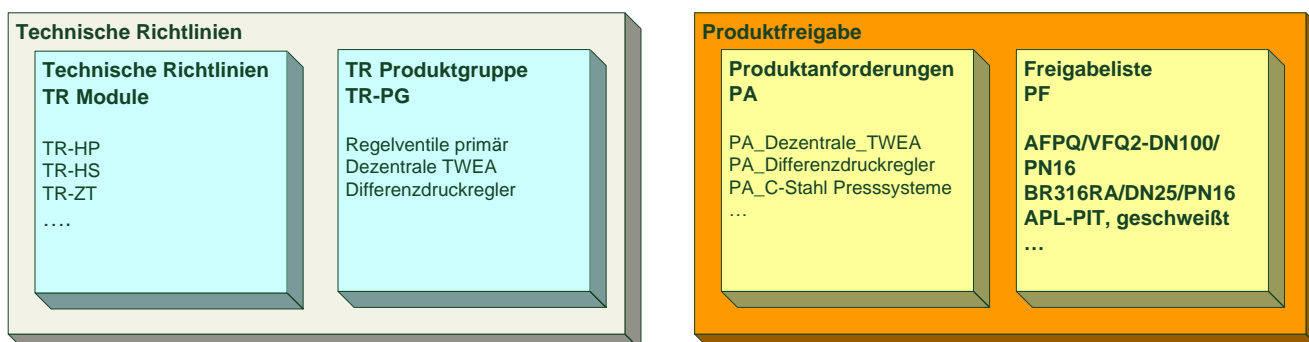 Technische Richtlinien
Technische Richtlinien
TR Module
TR-HP
TR-HS
TR-ZT
….
TR Produktgruppe
TR-PG
Regelventile primär
Dezentrale TWEA
Differenzdruckregler
Produktfreigabe
Produktanforderungen
PA
PA_Dezentrale_TWEA
PA_Differenzdruckregler
PA_C-Stahl Presssysteme
…
Freigabeliste
PF
AFPQ/VFQ2-DN100/
PN16
BR316RA/DN25/PN16
APL-PIT, geschweißt
…